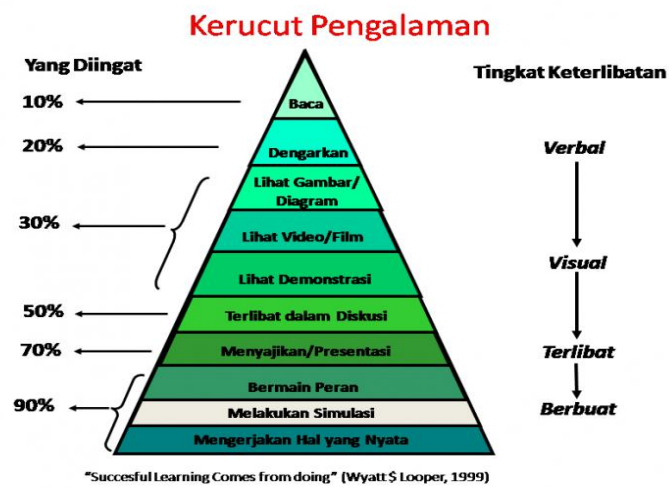 Kerucut Pengalaman
Yang Diingat
Tingkat Keterlibatan
10%
Baca
20%
Dengarkan
Verbal
Lihat Gambar/
Diagram
30%
Lihat Video/Film
Visual
Lihat Demonstrasi
50%
Terlibat dalam Diskusi
70%
Menyajikan/Presentasi
Terlibat
Bermain Peran
90%
Melakukan Simulasi
Berbuat
Mengerjakan Hal yang Nyata
“Succesful Learning Comes from doing” (Wyatt $ Looper, 1999)